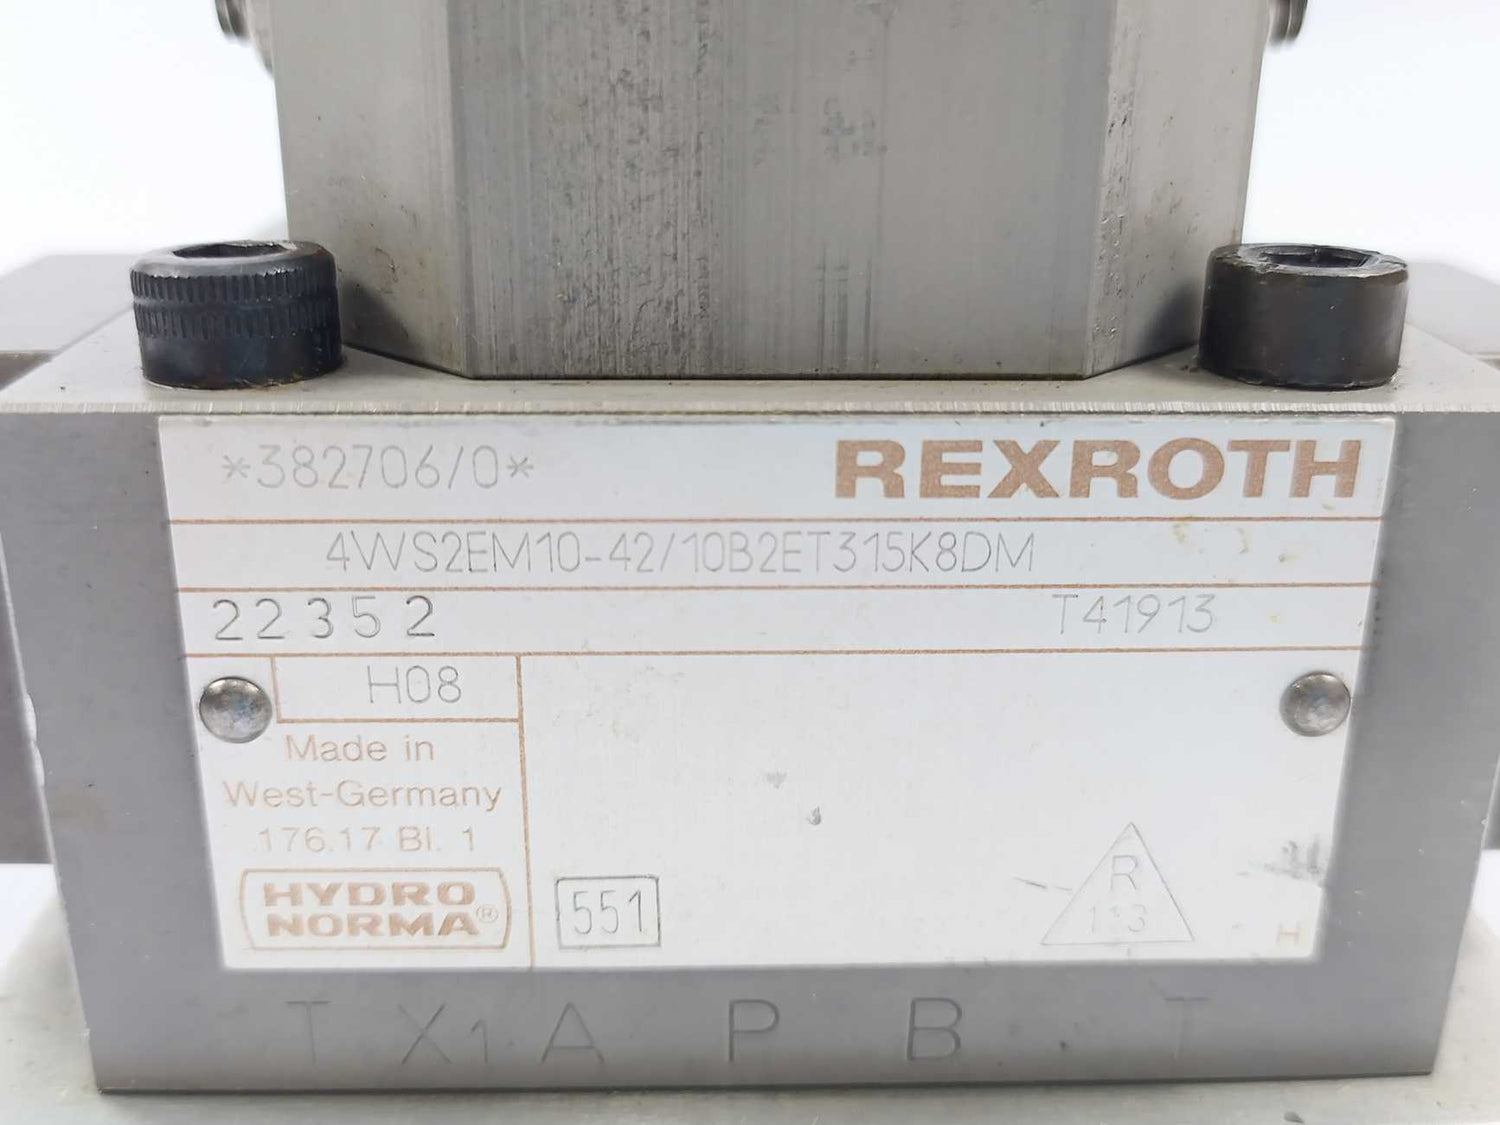 *382706/0*
REXROTH
4WS2EM10-42/10B2ET315K8DM
22352
T41913
H08
Made in
West-Germany
176.17 Bl. 1
HYDRO
NORMA®
551
R
113
H
T X1 A P B T